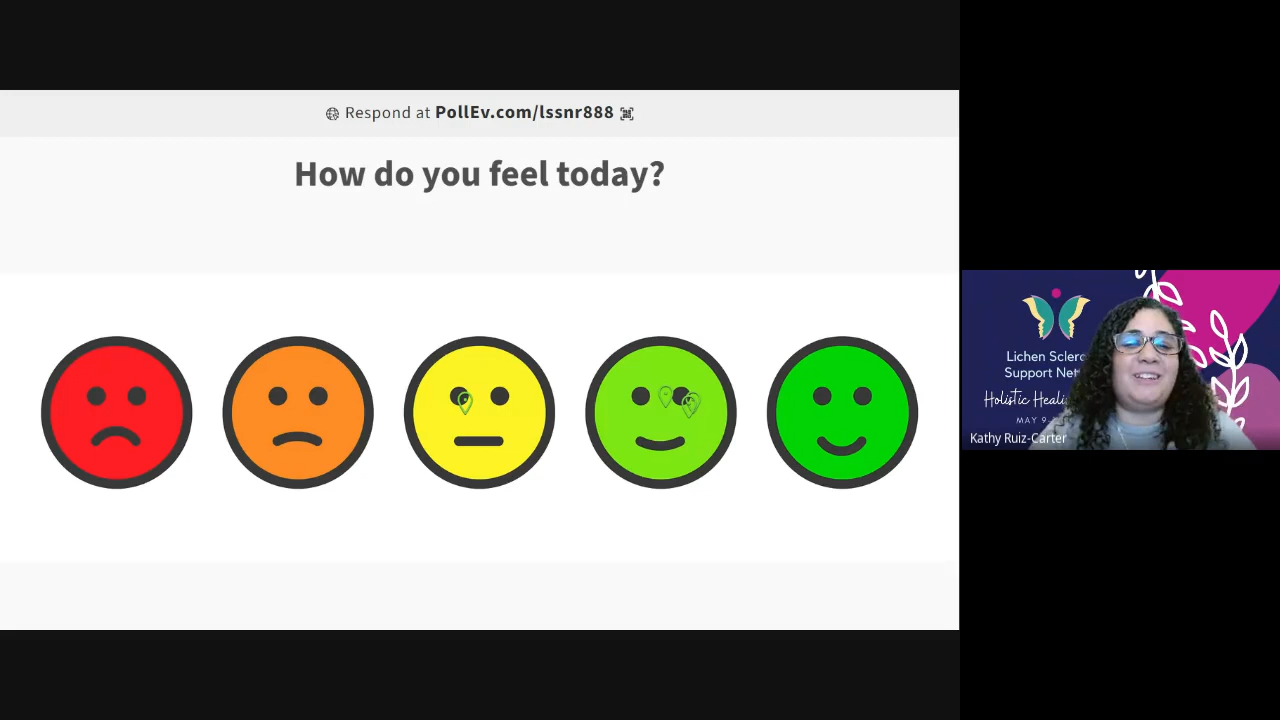 Respond at PollEv.com/lssnr888
How do you feel today?
Lichen Sclero
Support Netw
Holistic Heali
MAY 9-
Kathy Ruiz-Carter